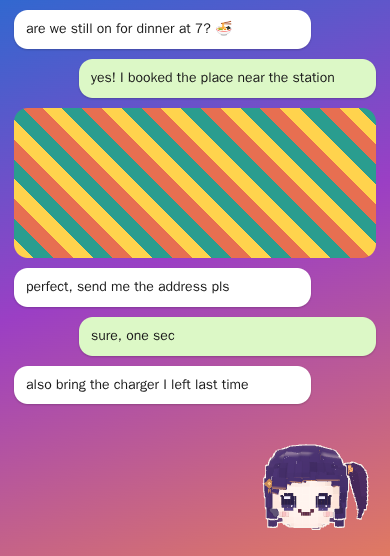 are we still on for dinner at 7? 🍜
yes! I booked the place near the station
perfect, send me the address pls
sure, one sec
also bring the charger I left last time